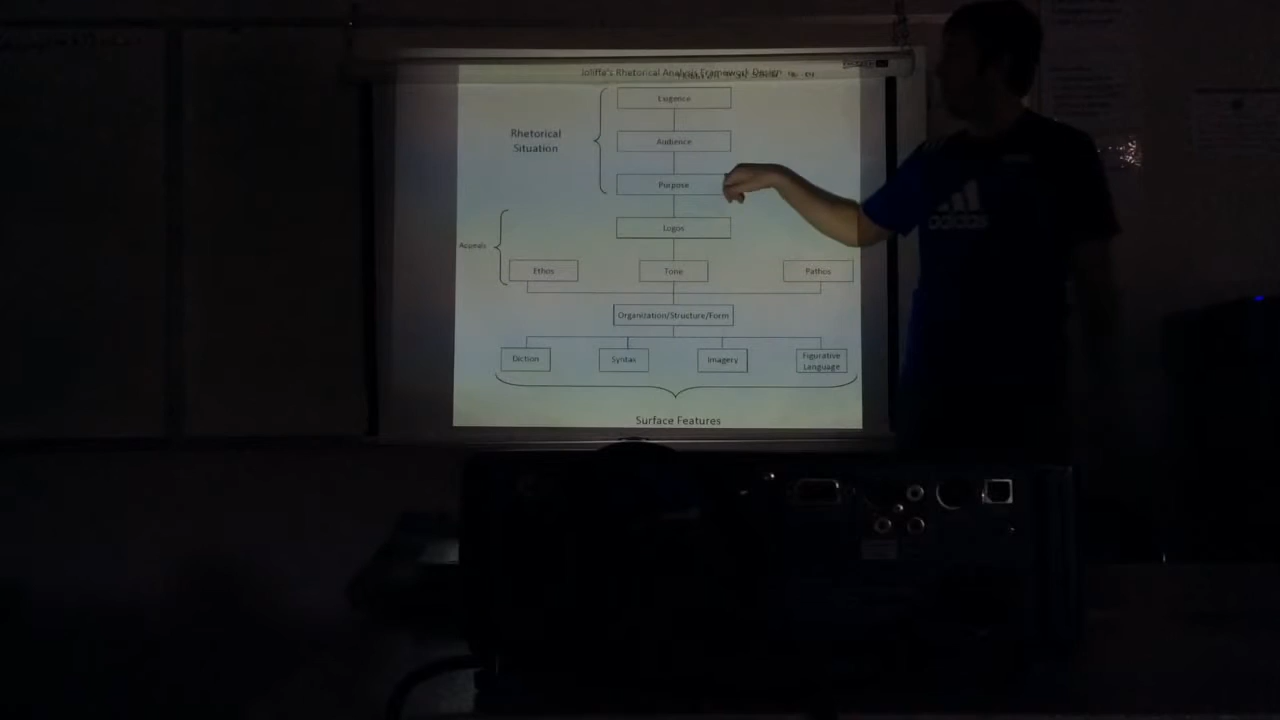 Joliffe's Rhetorical Analysis Framework Design
Exigence
Rhetorical
Situation
Audience
Purpose
Logos
Appeals
Ethos
Tone
Pathos
Organization/Structure/Form
Diction
Syntax
Imagery
Figurative
Language
Surface Features
adidas